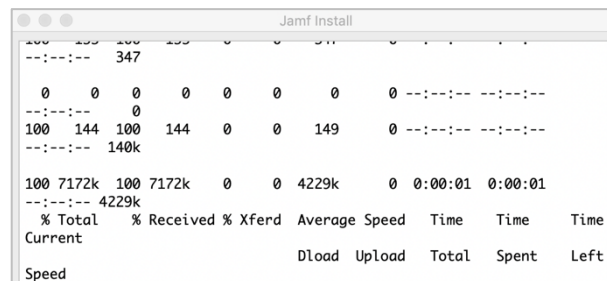 Jamf Install
--:--:-- 347
0 0 0 0 0 0 0 0 --:--:-- --:--:--
--:--:-- 0
100 144 100 144 0 0 149 0 --:--:-- --:--:--
--:--:-- 140k
100 7172k 100 7172k 0 0 4229k 0 0:00:01 0:00:01
--:--:-- 4229k
% Total % Received % Xferd Average Speed Time Time Time
Current
Dload Upload Total Spent Left
Speed